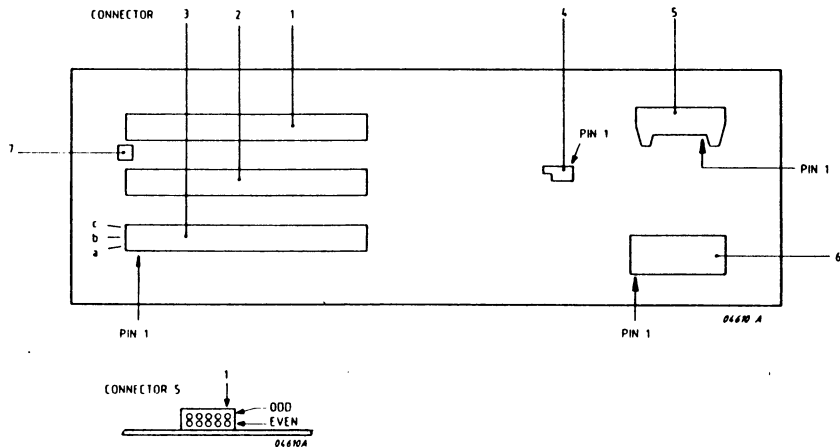 CONNECTOR 3 2 1 4 5
7
PIN 1
PIN 1
c
b
a
6
PIN 1
PIN 1
04610 A
CONNECTOR 5
1
ODD
EVEN
04610A